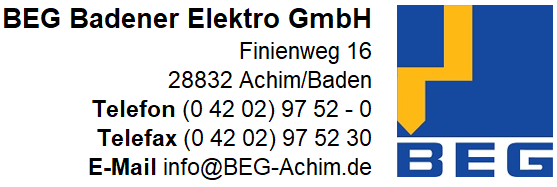 BEG Badener Elektro GmbH
Finienweg 16
28832 Achim/Baden
Telefon (0 42 02) 97 52 - 0
Telefax (0 42 02) 97 52 30
E-Mail info@BEG-Achim.de
BEG